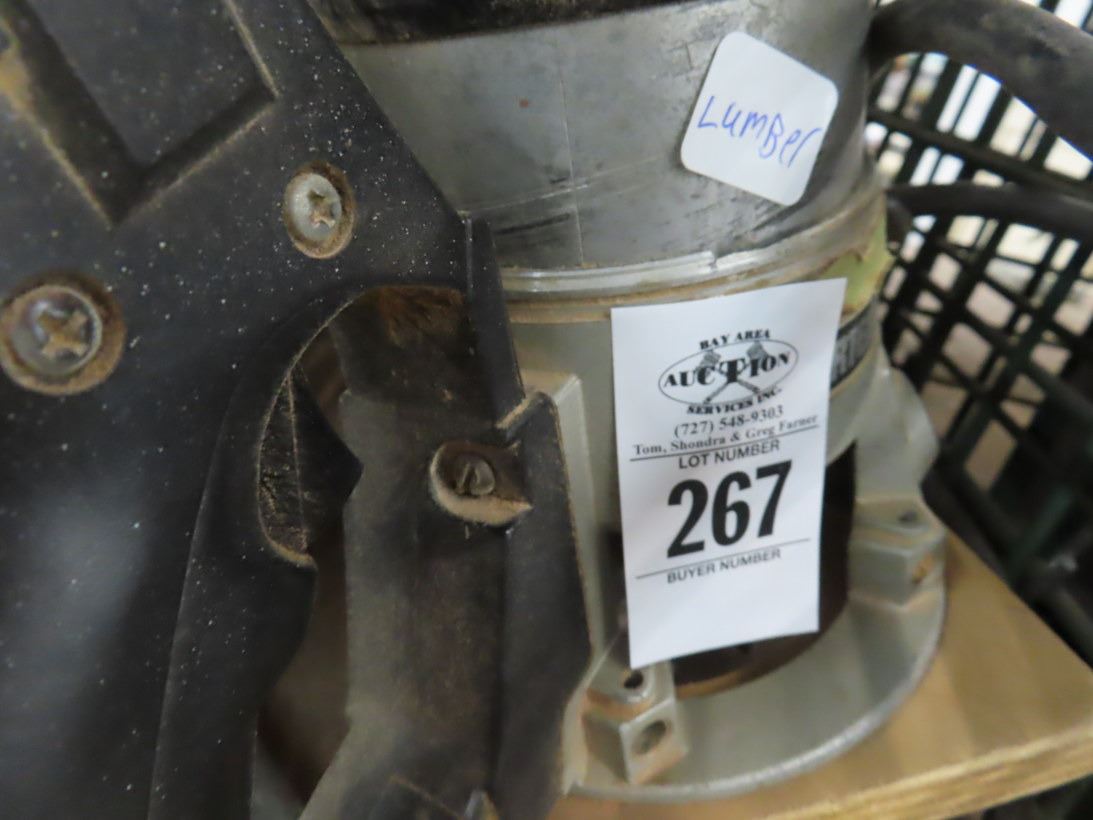 LumBer
BAY AREA
AUCTION
SERVICES INC.
(727) 548-9303
Tom, Shondra & Greg Farner
LOT NUMBER
267
BUYER NUMBER